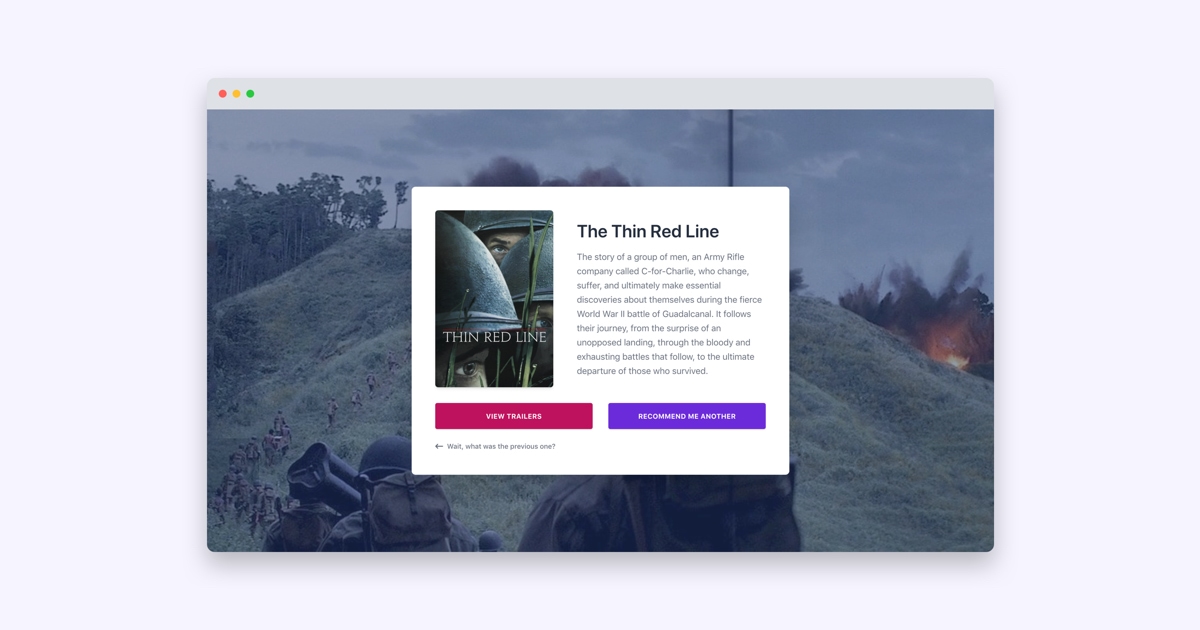 THIN RED LINE
The Thin Red Line
The story of a group of men, an Army Rifle
company called C-for-Charlie, who change,
suffer, and ultimately make essential
discoveries about themselves during the fierce
World War II battle of Guadalcanal. It follows
their journey, from the surprise of an
unopposed landing, through the bloody and
exhausting battles that follow, to the ultimate
departure of those who survived.
VIEW TRAILERS
RECOMMEND ME ANOTHER
← Wait, what was the previous one?